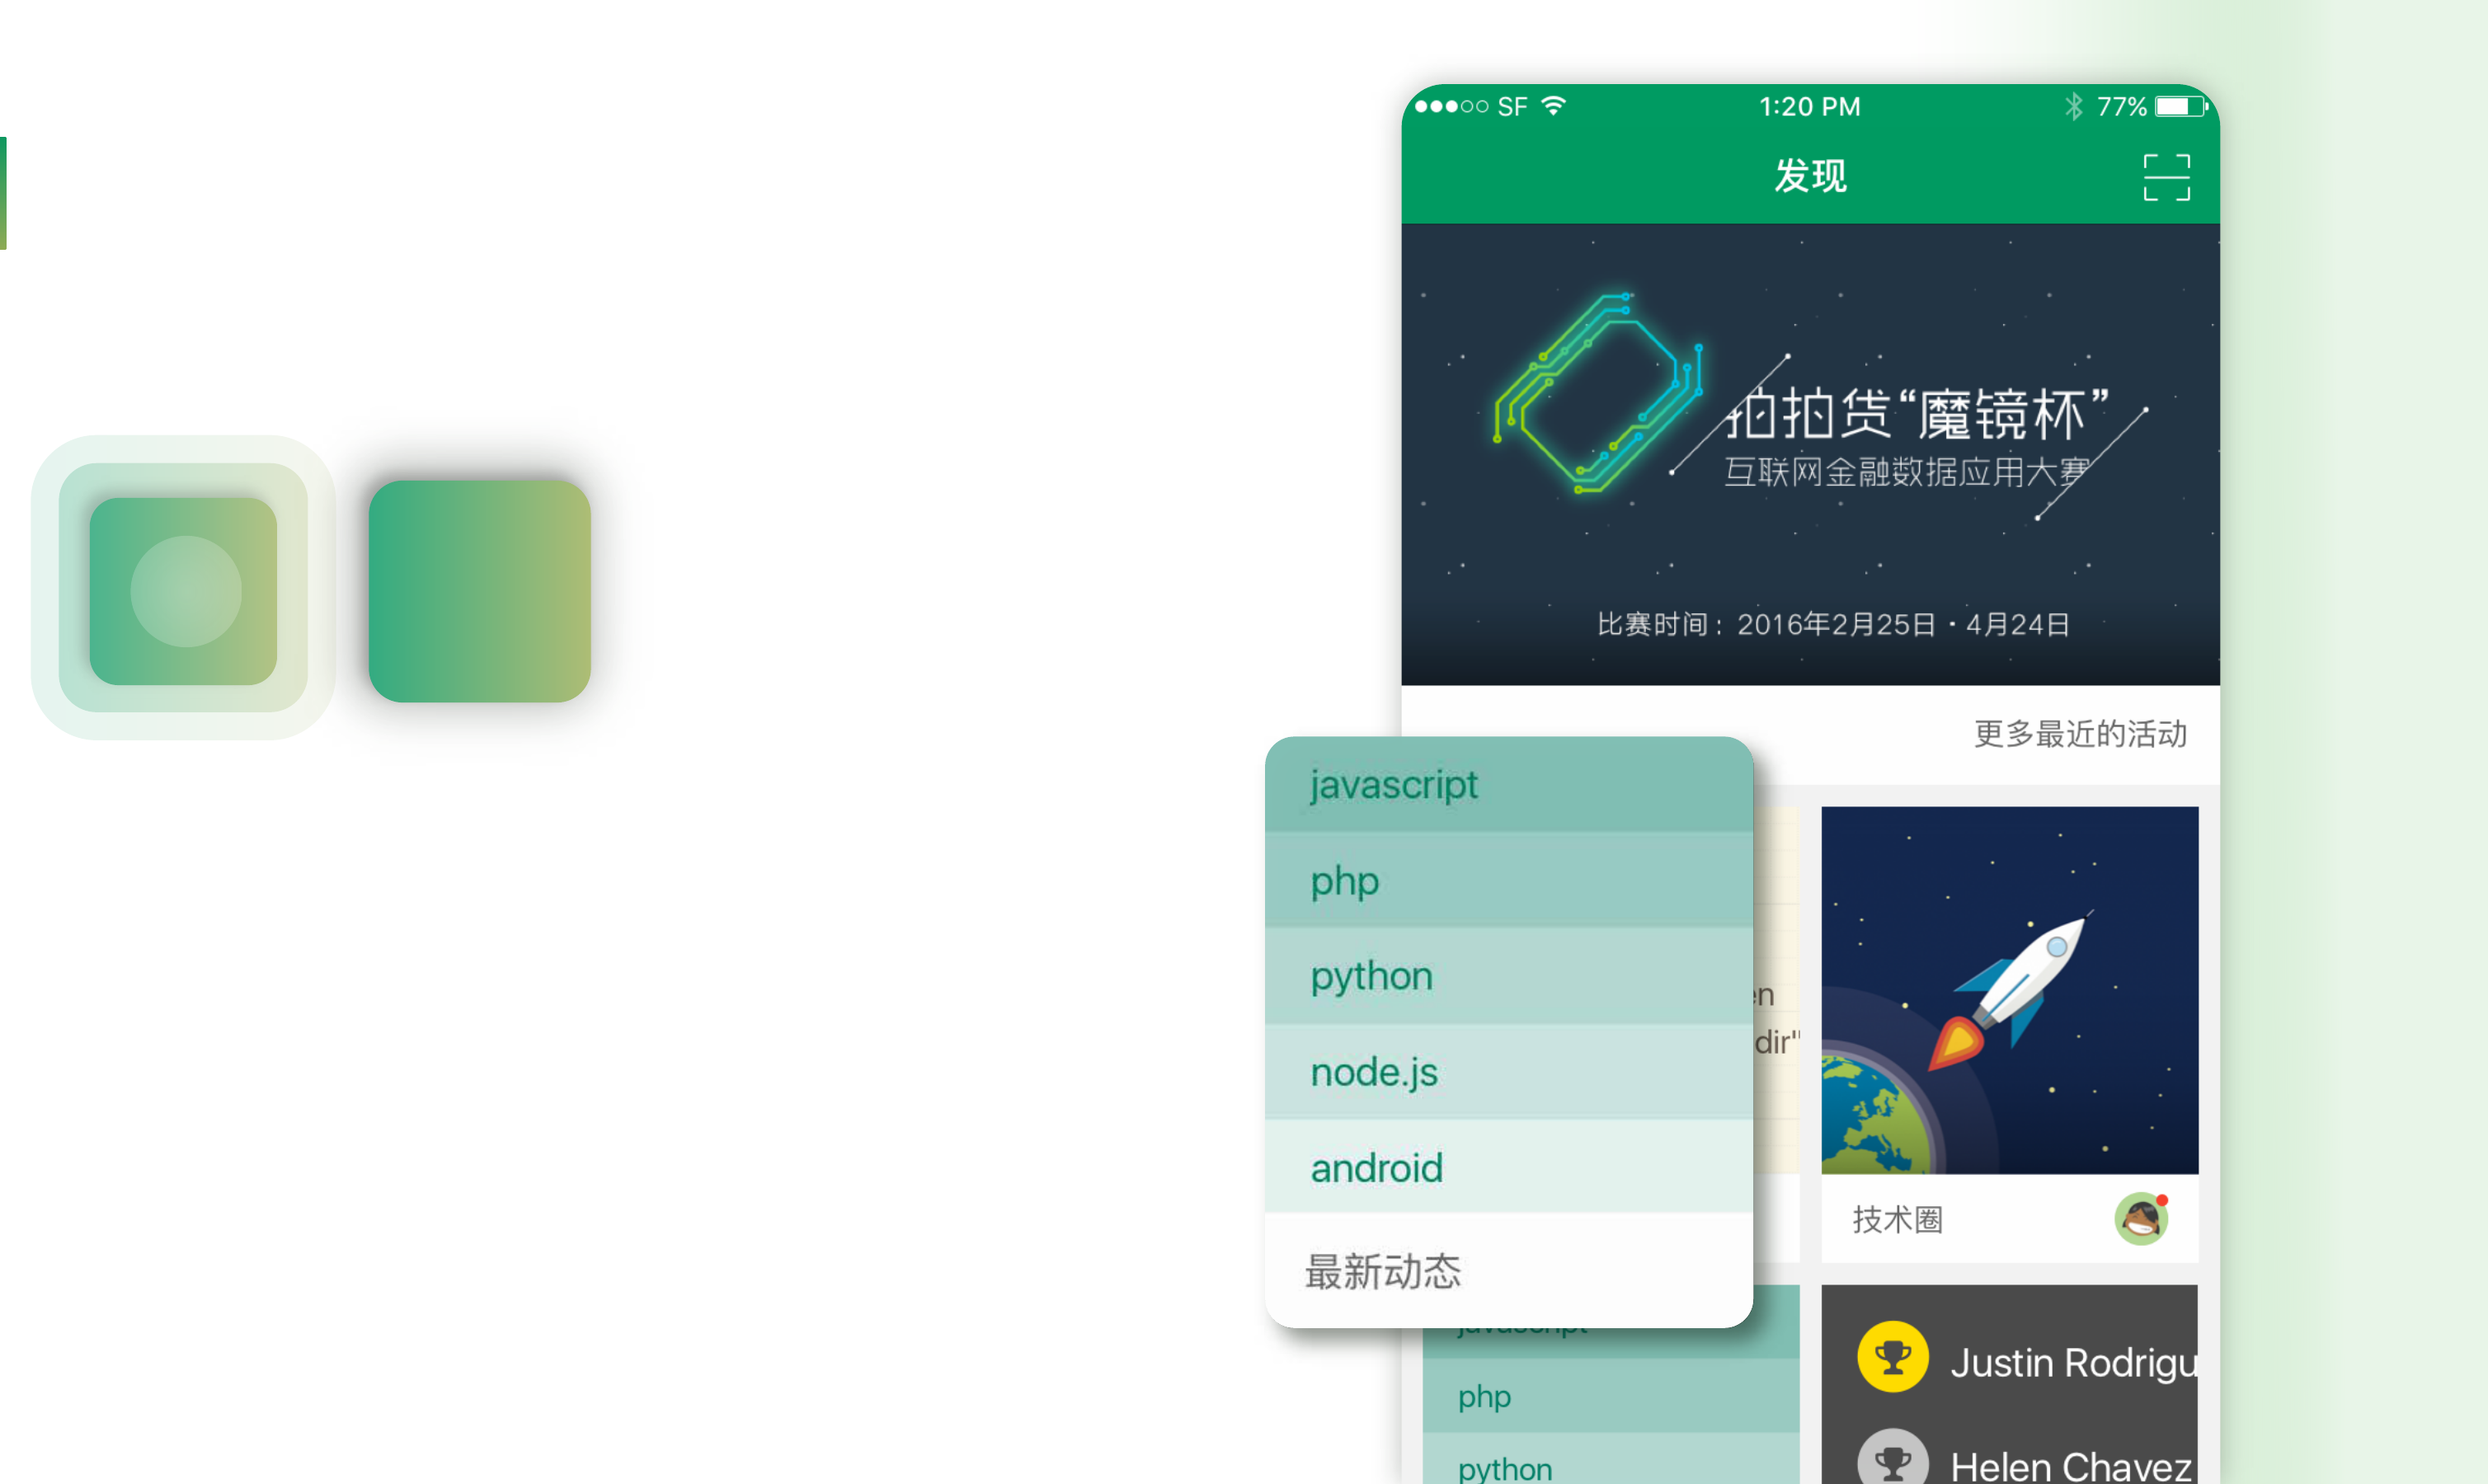 SF 1:20 PM 77%
发现
拍拍贷“魔镜杯”
互联网金融数据应用大赛
比赛时间：2016年2月25日・4月24日
更多最近的活动
javascript
php
python
node.js
android
最新动态
en
dir"
技术圈
javascript
php
python
Justin Rodrigu
Helen Chavez